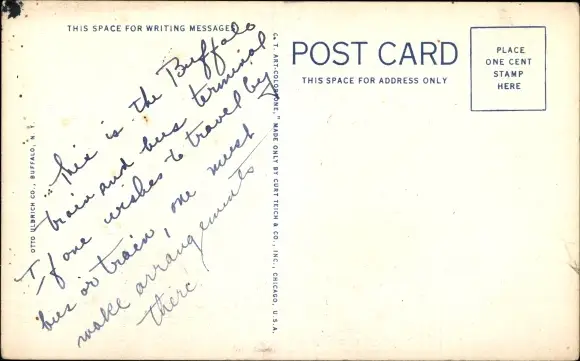 THIS SPACE FOR WRITING MESSAGES
POST CARD
THIS SPACE FOR ADDRESS ONLY
PLACE
ONE CENT
STAMP
HERE
This is the Buffalo
train and bus terminal
If one wishes to travel by
bus or train, one must
make arrangements
there.
OTTO ULBRICH CO., BUFFALO, N. Y.
C. T. ART-COLORTONE," MADE ONLY BY CURT TEICH & CO., INC., CHICAGO, U.S.A.